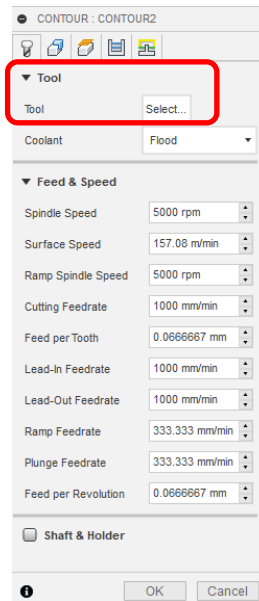 CONTOUR : CONTOUR2
Tool
Tool Select...
Coolant Flood
Feed & Speed
Spindle Speed 5000 rpm
Surface Speed 157.08 m/min
Ramp Spindle Speed 5000 rpm
Cutting Feedrate 1000 mm/min
Feed per Tooth 0.0666667 mm
Lead-In Feedrate 1000 mm/min
Lead-Out Feedrate 1000 mm/min
Ramp Feedrate 333.333 mm/min
Plunge Feedrate 333.333 mm/min
Feed per Revolution 0.0666667 mm
Shaft & Holder
OK Cancel